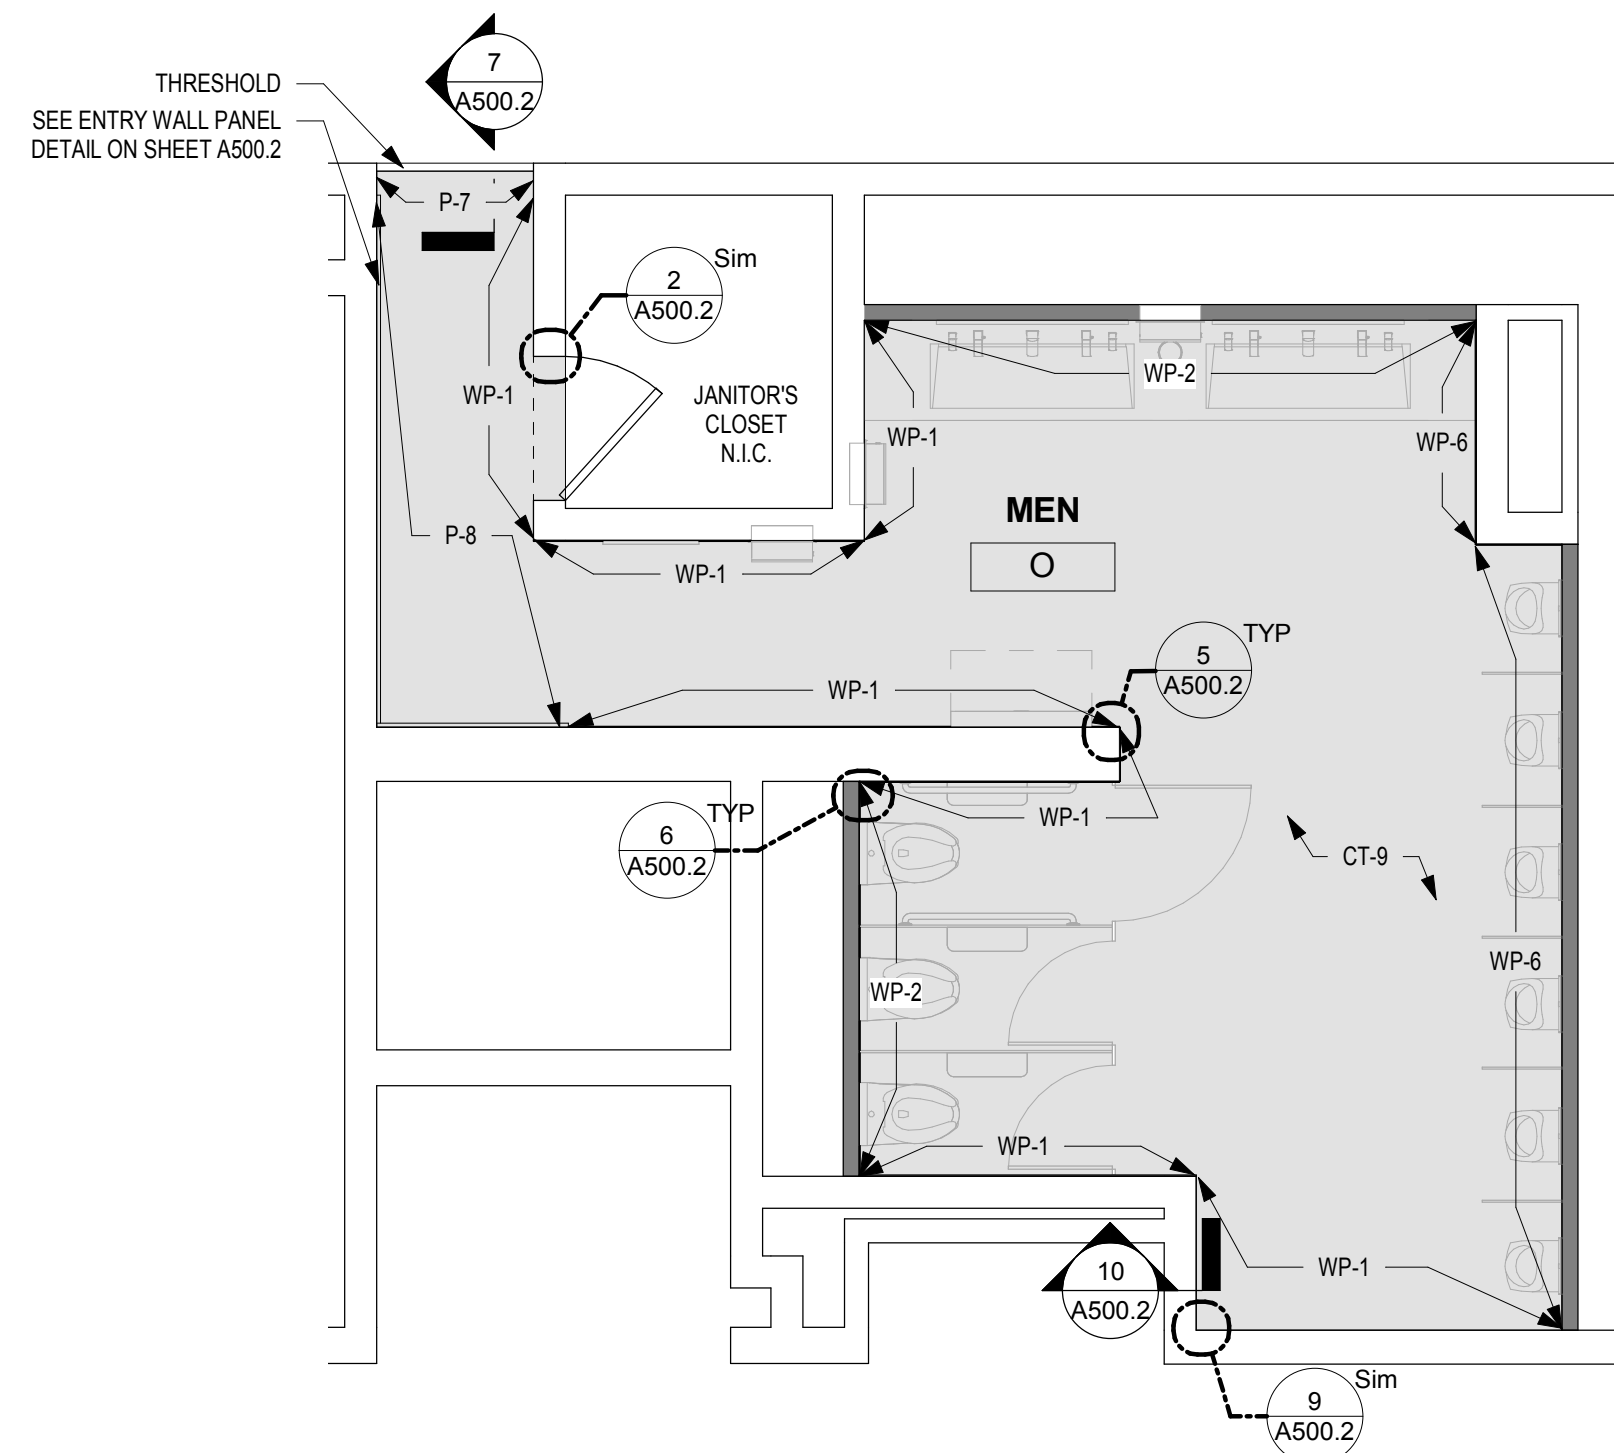 7
A500.2
THRESHOLD
SEE ENTRY WALL PANEL
DETAIL ON SHEET A500.2
P-7
Sim
2
A500.2
WP-1
JANITOR'S
CLOSET
N.I.C.
WP-2
WP-1
WP-6
MEN
O
P-8
WP-1
TYP
5
A500.2
WP-1
TYP
6
A500.2
WP-1
CT-9
WP-2
WP-6
WP-1
WP-1
10
A500.2
Sim
9
A500.2